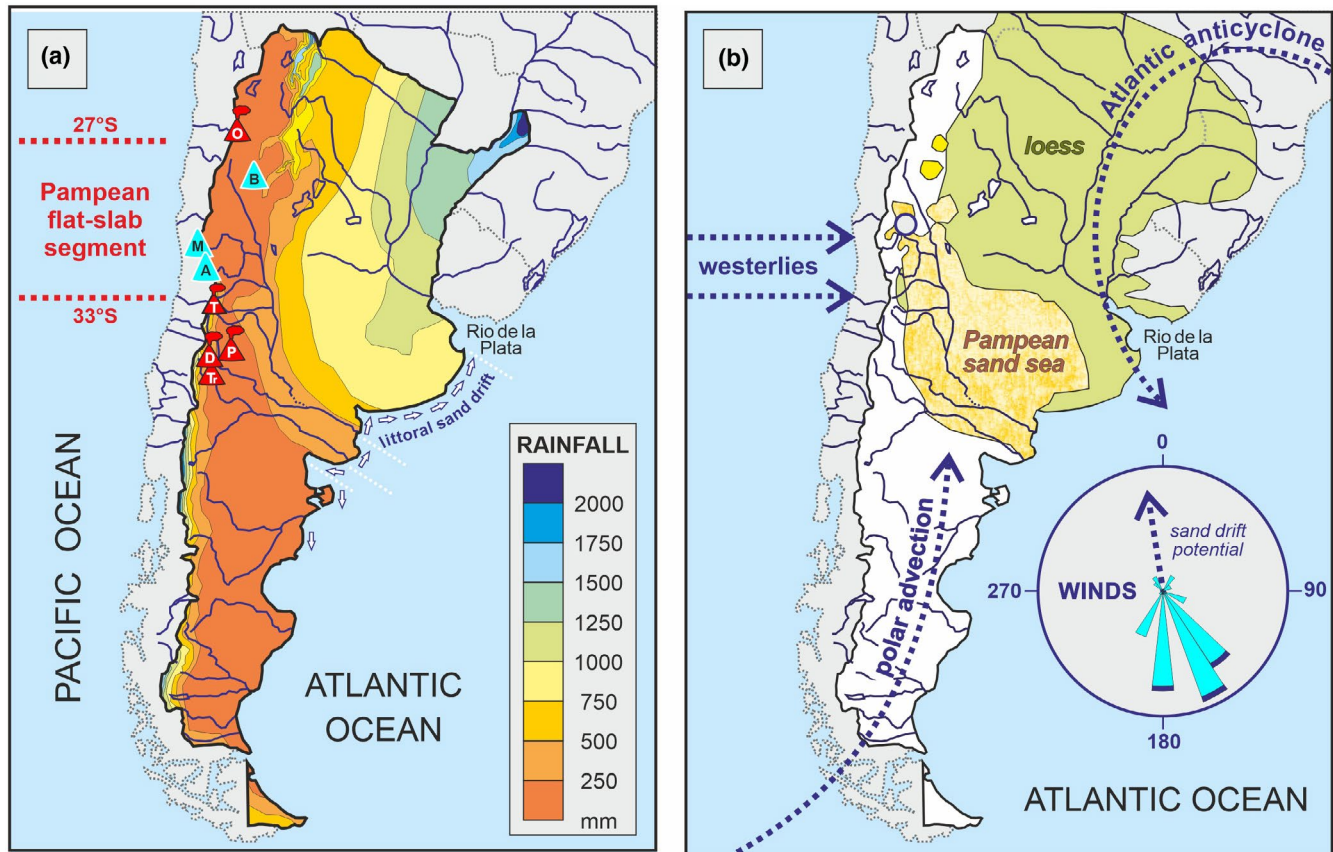 (a)
27°S
Pampean
flat-slab
segment
33°S
O
B
M
A
T
D
P
Tr
Rio de la
Plata
littoral sand drift
PACIFIC OCEAN
ATLANTIC
OCEAN
RAINFALL
2000
1750
1500
1250
1000
750
500
250
mm
(b)
Atlantic anticyclone
loess
westerlies
Pampean
sand sea
Rio de la
Plata
polar advection
0
sand drift
potential
270
WINDS
90
180
ATLANTIC OCEAN